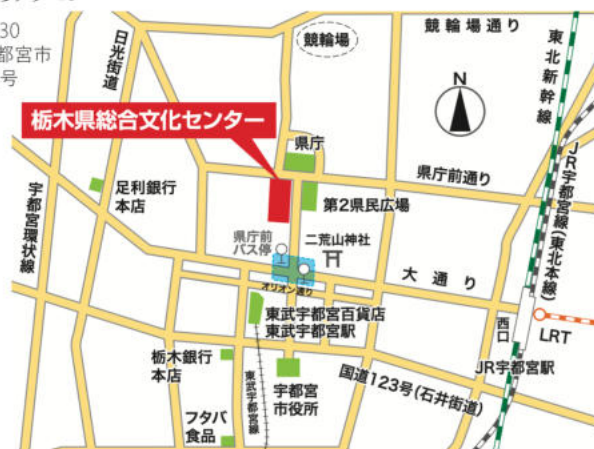 30
都宮市
号
競輪場通り
競輪場
日光街道
東北新幹線
N
栃木県総合文化センター
県庁
JR宇都宮線(東北本線)
県庁前通り
足利銀行
本店
第2県民広場
宇都宮環状線
県庁前
バス停
二荒山神社
大通り
オリオン通り
東武宇都宮百貨店
東武宇都宮駅
西口
LRT
JR宇都宮駅
栃木銀行
本店
東武宇都宮線
宇都宮
市役所
国道123号(石井街道)
フタバ
食品